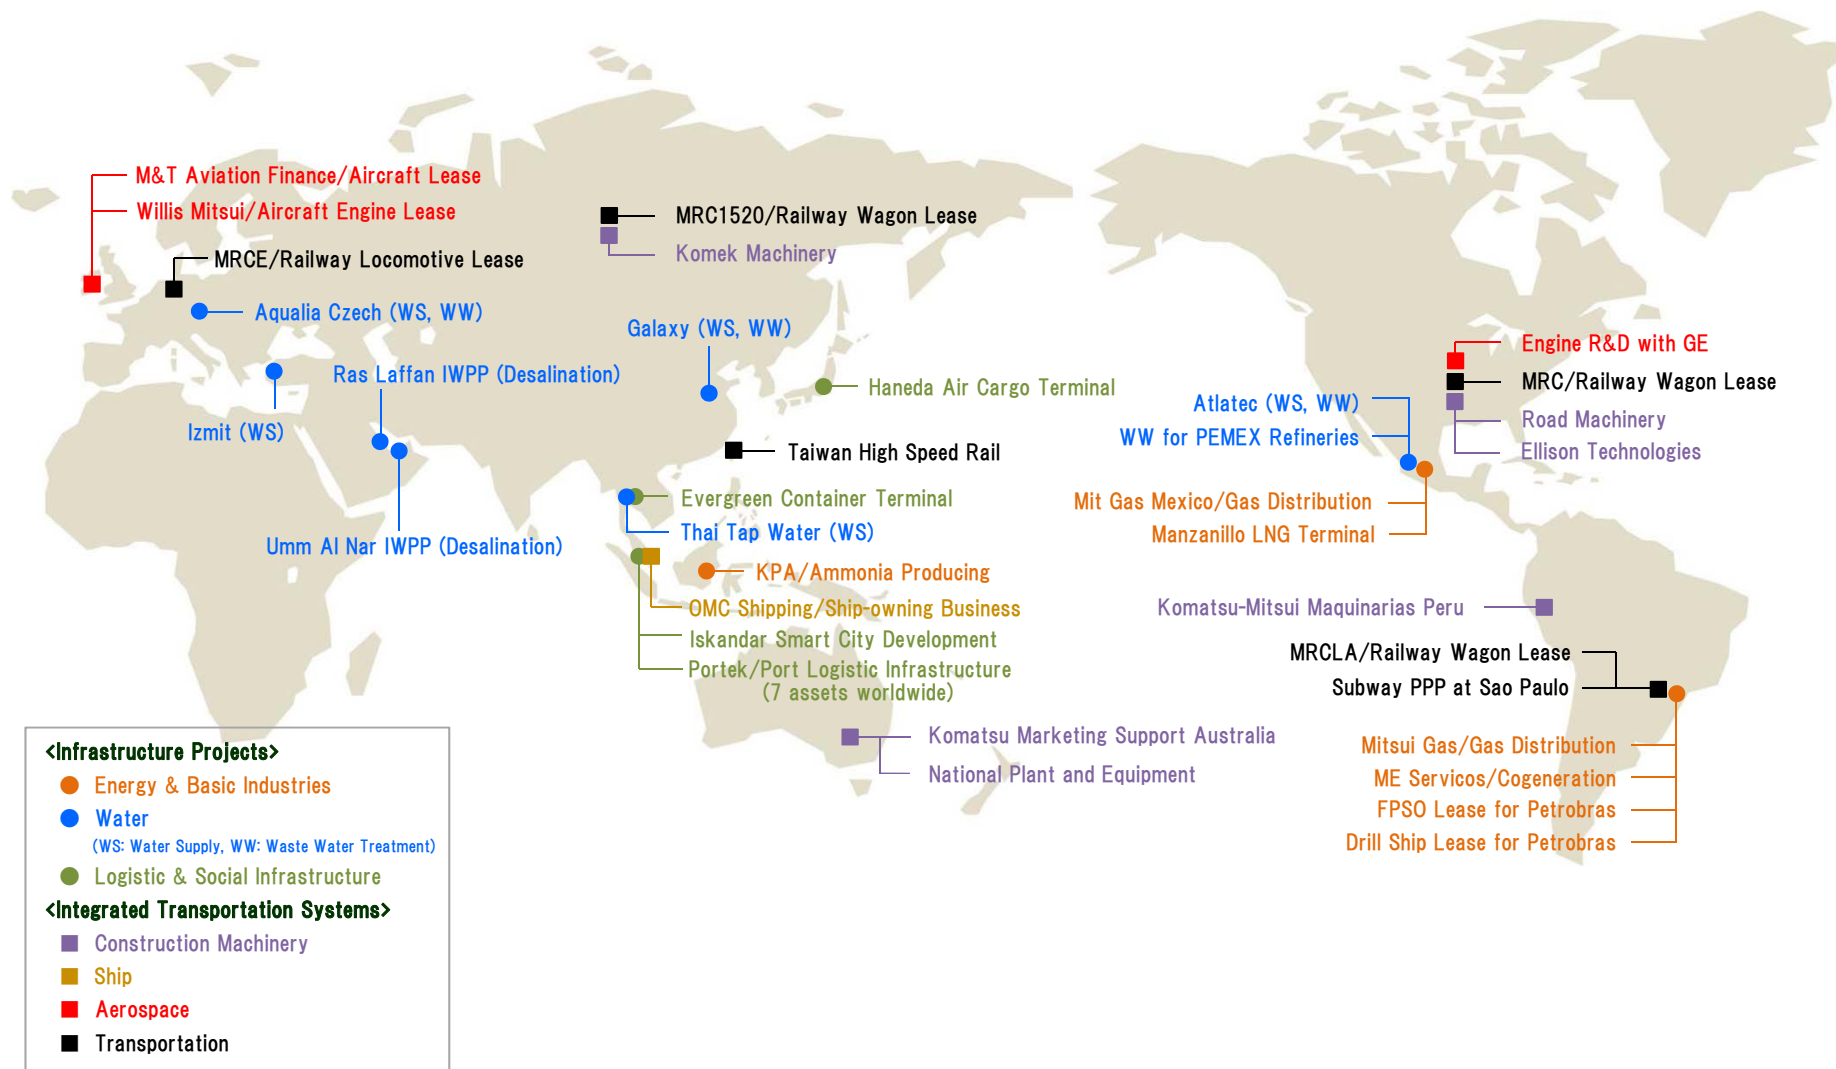 M&T Aviation Finance/Aircraft Lease
Willis Mitsui/Aircraft Engine Lease
MRCE/Railway Locomotive Lease
Aqualia Czech (WS, WW)
Izmit (WS)
Ras Laffan IWPP (Desalination)
Umm Al Nar IWPP (Desalination)
MRC1520/Railway Wagon Lease
Komek Machinery
Galaxy (WS, WW)
Haneda Air Cargo Terminal
Taiwan High Speed Rail
Evergreen Container Terminal
Thai Tap Water (WS)
KPA/Ammonia Producing
OMC Shipping/Ship-owning Business
Iskandar Smart City Development
Portek/Port Logistic Infrastructure
(7 assets worldwide)
Komatsu Marketing Support Australia
National Plant and Equipment
Engine R&D with GE
MRC/Railway Wagon Lease
Road Machinery
Ellison Technologies
Atlatec (WS, WW)
WW for PEMEX Refineries
Mit Gas Mexico/Gas Distribution
Manzanillo LNG Terminal
Komatsu-Mitsui Maquinarias Peru
MRCLA/Railway Wagon Lease
Subway PPP at Sao Paulo
Mitsui Gas/Gas Distribution
ME Servicos/Cogeneration
FPSO Lease for Petrobras
Drill Ship Lease for Petrobras
<Infrastructure Projects>
Energy & Basic Industries
Water
(WS: Water Supply, WW: Waste Water Treatment)
Logistic & Social Infrastructure
<Integrated Transportation Systems>
Construction Machinery
Ship
Aerospace
Transportation